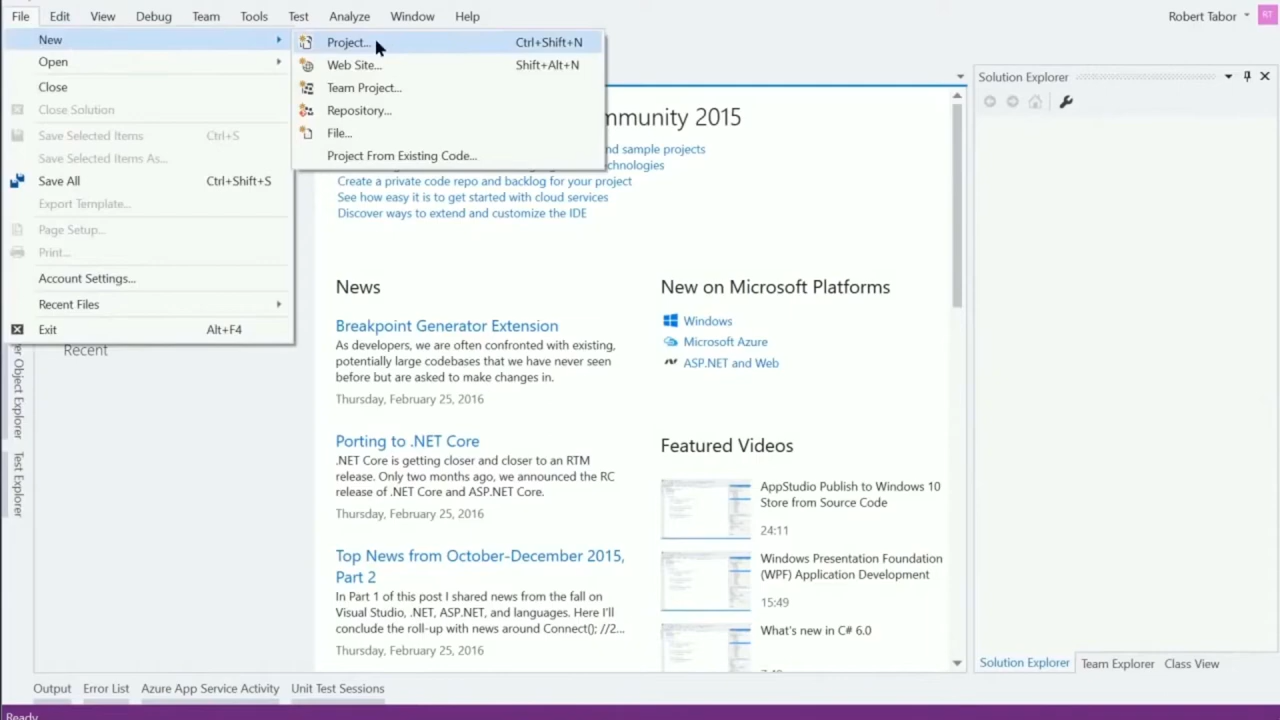 File Edit View Debug Team Tools Test Analyze Window Help Robert Tabor RT
New
Open
Close
Close Solution
Save Selected Items Ctrl+S
Save Selected Items As...
Save All Ctrl+Shift+S
Export Template...
Page Setup...
Print...
Account Settings...
Recent Files
Exit Alt+F4
Project... Ctrl+Shift+N
Web Site... Shift+Alt+N
Team Project...
Repository...
File...
Project From Existing Code...
Recent
Object Explorer
Test Explorer
2015
sample projects
Create a private code repo and backlog for your project
See how easy it is to get started with cloud services
Discover ways to extend and customize the IDE
News
Breakpoint Generator Extension
As developers, we are often confronted with existing,
potentially large codebases that we have never seen
before but are asked to make changes in.
Thursday, February 25, 2016
Porting to .NET Core
.NET Core is getting closer and closer to an RTM
release. Only two months ago, we announced the RC
release of .NET Core and ASP.NET Core.
Thursday, February 25, 2016
Top News from October-December 2015,
Part 2
In Part 1 of this post I shared news from the fall on
Visual Studio, .NET, ASP.NET, and languages. Here I'll
conclude the roll-up with news around Connect(); //2...
Thursday, February 25, 2016
New on Microsoft Platforms
Windows
Microsoft Azure
ASP.NET and Web
Featured Videos
AppStudio Publish to Windows 10
Store from Source Code
24:11
Windows Presentation Foundation
(WPF) Application Development
15:49
What's new in C# 6.0
Solution Explorer
Solution Explorer Team Explorer Class View
Output Error List Azure App Service Activity Unit Test Sessions
Ready